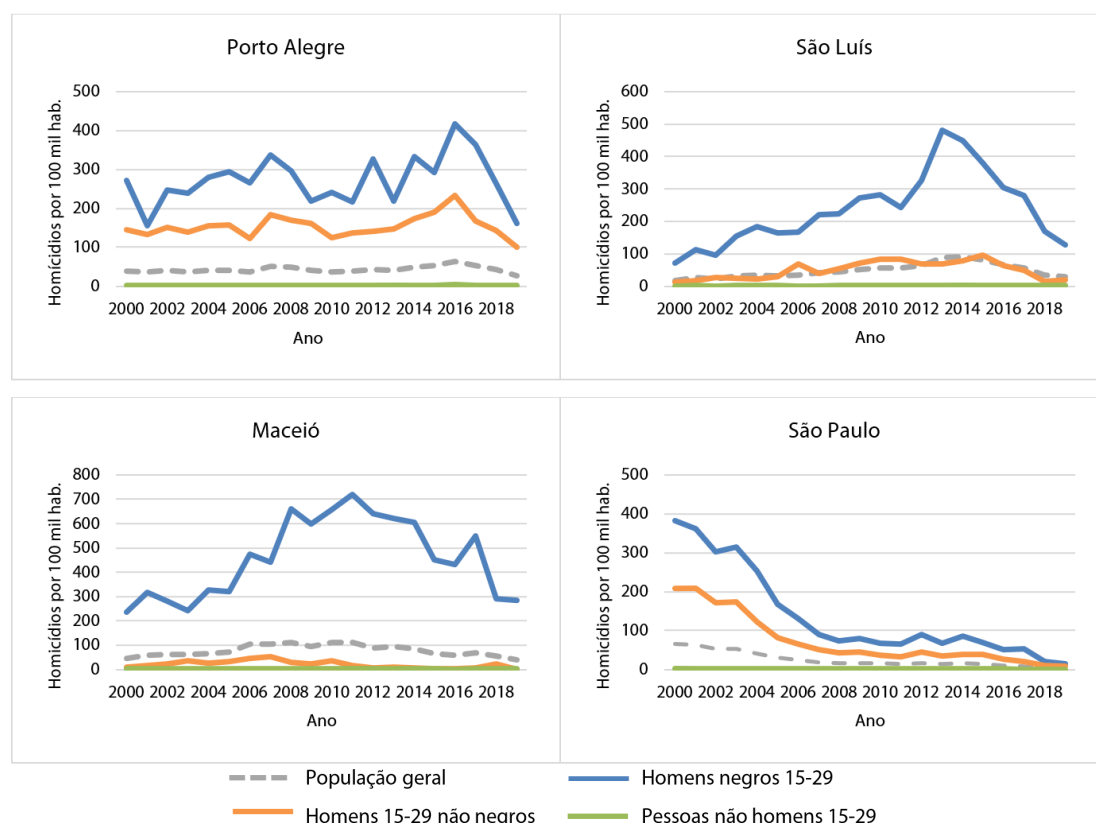 Porto Alegre
Homicídios por 100 mil hab.
500
400
300
200
100
0
2000 2002 2004 2006 2008 2010 2012 2014 2016 2018
Ano
São Luís
Homicídios por 100 mil hab.
600
500
400
300
200
100
0
2000 2002 2004 2006 2008 2010 2012 2014 2016 2018
Ano
Maceió
Homicídios por 100 mil hab.
800
700
600
500
400
300
200
100
0
2000 2002 2004 2006 2008 2010 2012 2014 2016 2018
Ano
São Paulo
Homicídios por 100 mil hab.
500
400
300
200
100
0
2000 2002 2004 2006 2008 2010 2012 2014 2016 2018
Ano
População geral
Homens negros 15-29
Homens 15-29 não negros
Pessoas não homens 15-29